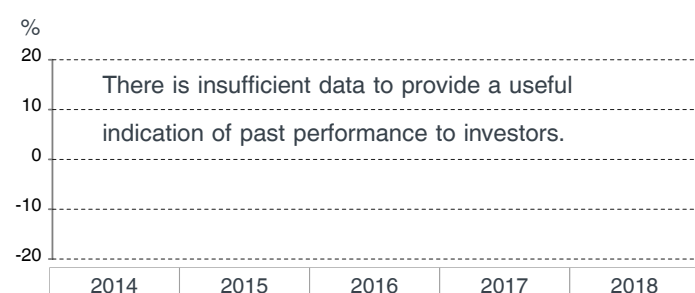 %
20
There is insufficient data to provide a useful
10
indication of past performance to investors.
0
-10
-20
2014 2015 2016 2017 2018